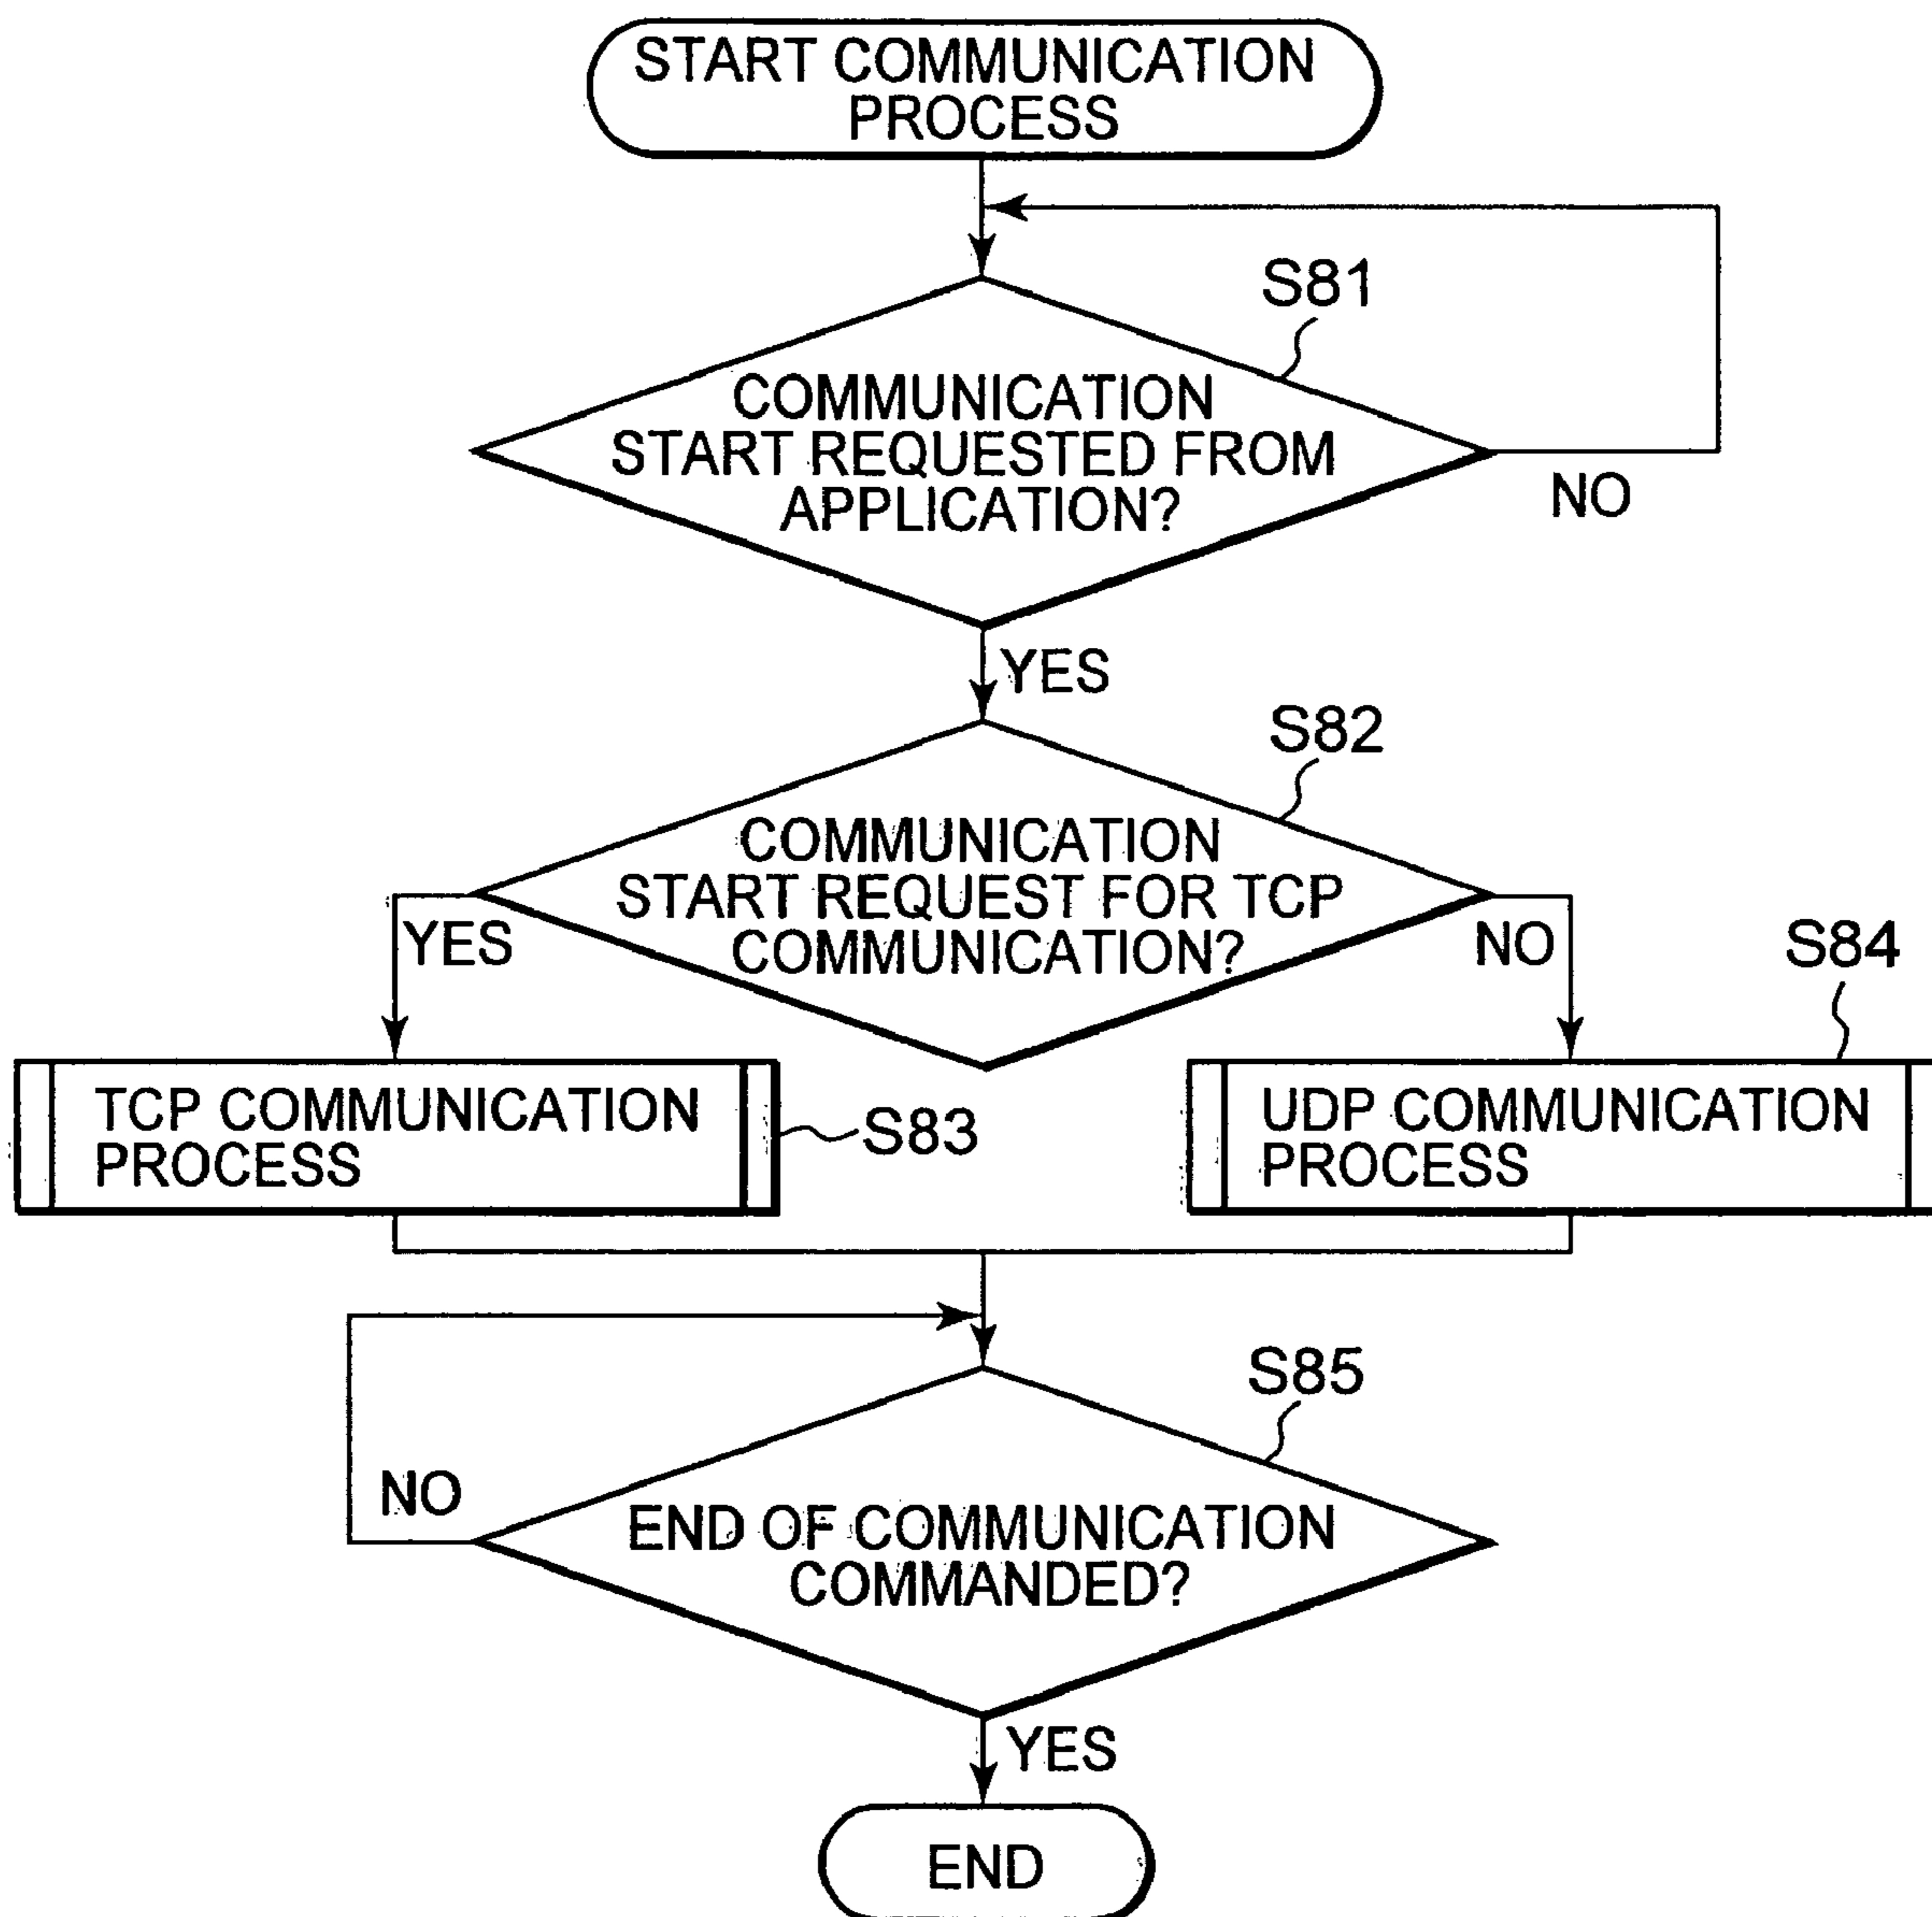 START COMMUNICATION
PROCESS
S81
COMMUNICATION
START REQUESTED FROM
APPLICATION?
NO
YES
S82
COMMUNICATION
START REQUEST FOR TCP
COMMUNICATION?
YES
NO
S84
TCP COMMUNICATION
PROCESS
S83
UDP COMMUNICATION
PROCESS
S85
NO
END OF COMMUNICATION
COMMANDED?
YES
END